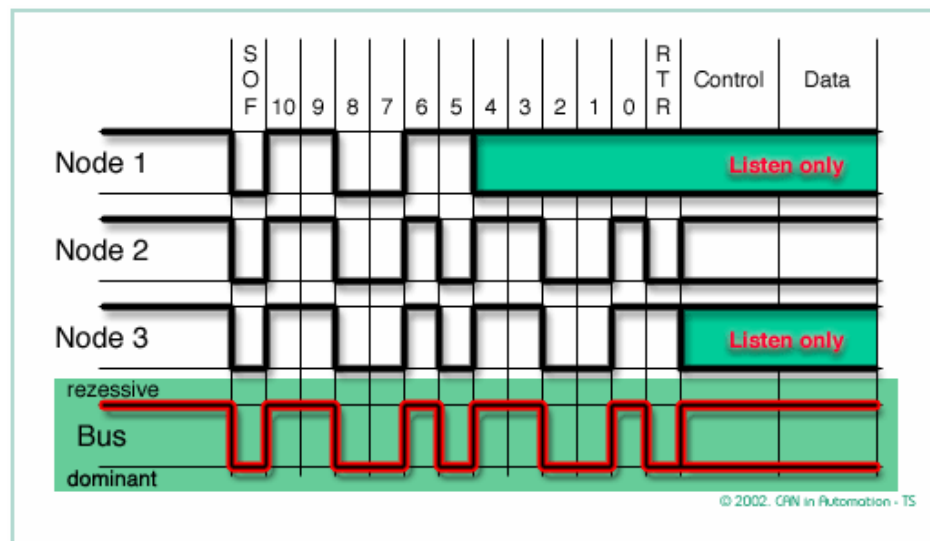 S
O
F
R
T
R
10 9 8 7 6 5 4 3 2 1 0 Control Data
Node 1
Listen only
Node 2
Node 3
Listen only
rezessive
Bus
dominant
© 2002. CAN in Automation - TS